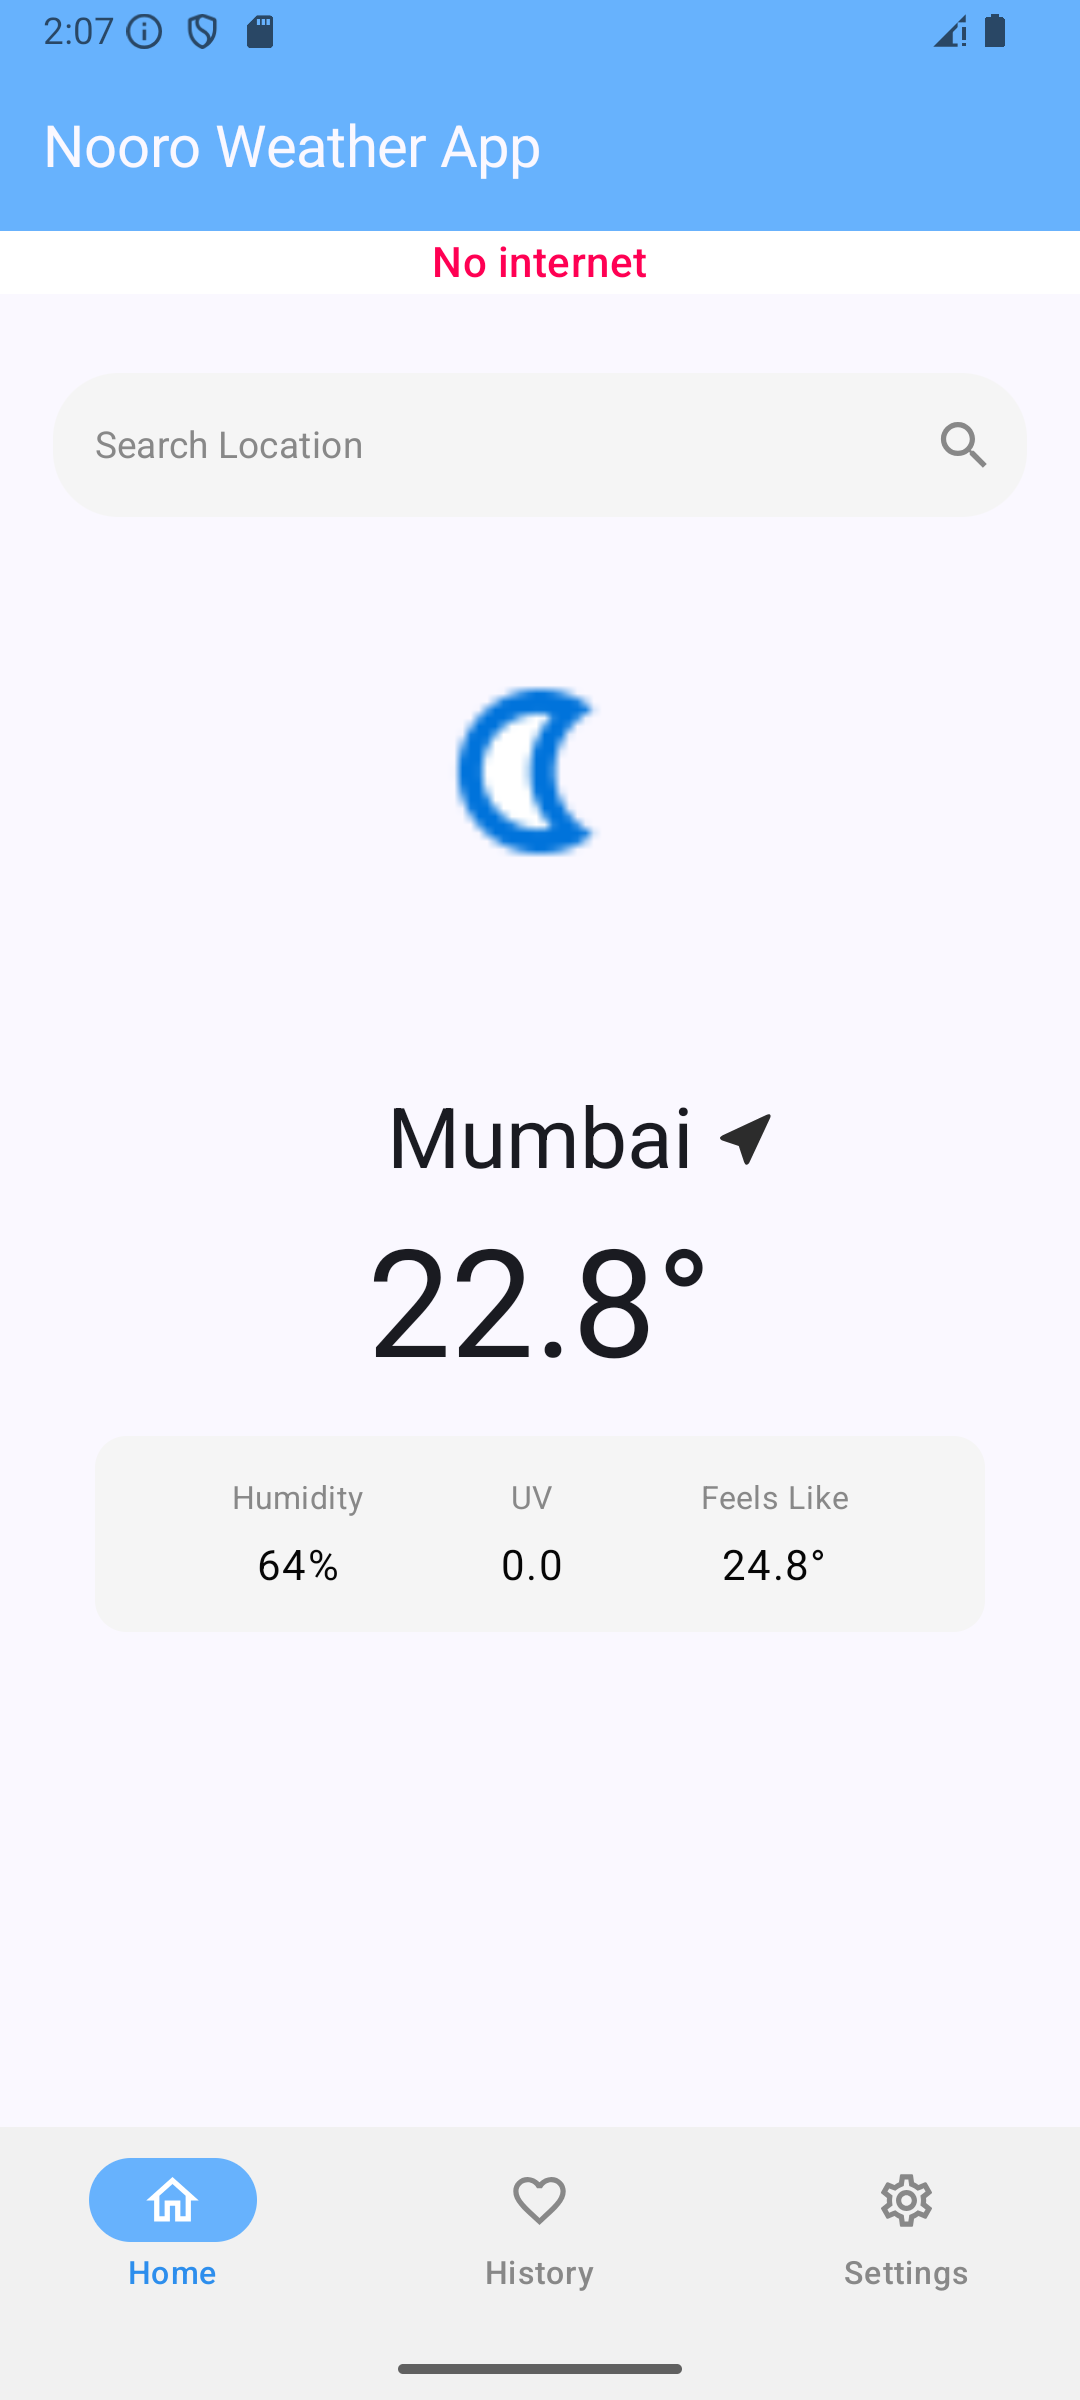 2:07
Nooro Weather App
No internet
Search Location
Mumbai
22.8°
Humidity UV Feels Like
64% 0.0 24.8°
Home History Settings